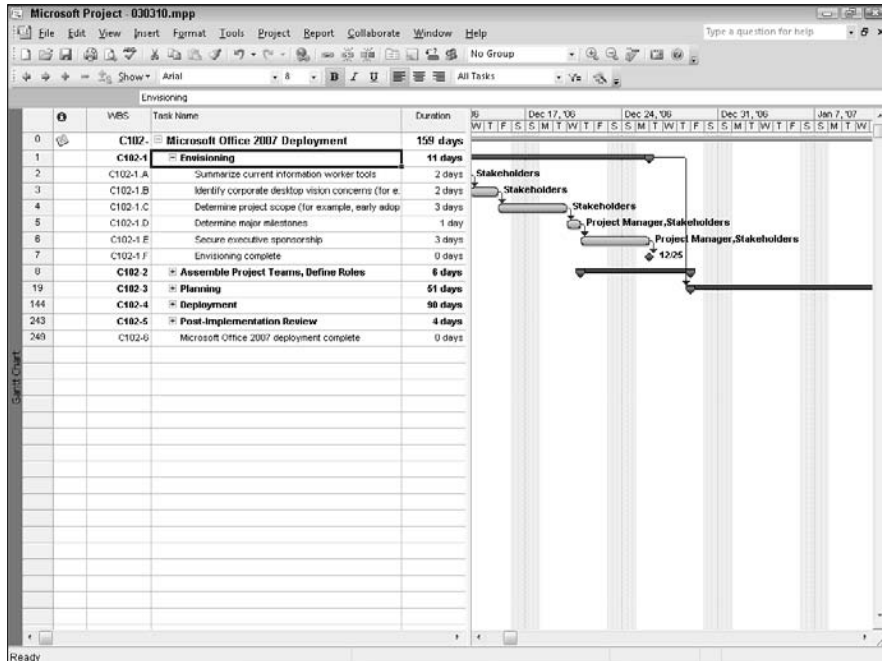 Microsoft Project - 030310.mpp
File Edit View Insert Format Tools Project Report Collaborate Window Help
Type a question for help
No Group
Show Arial 8 B I U All Tasks
Envisioning
WBS Task Name Duration
'06 Dec 17, '06 Dec 24, '06 Dec 31, '06 Jan 7, '07
W T F S S M T W T F S S M T W T F S S M T W T F S S M T W
0 C102- Microsoft Office 2007 Deployment 159 days
1 C102-1 Envisioning 11 days
2 C102-1.A Summarize current information worker tools 2 days Stakeholders
3 C102-1.B Identify corporate desktop vision concerns (for e. 2 days Stakeholders
4 C102-1.C Determine project scope (for example, early adop 3 days Stakeholders
5 C102-1.D Determine major milestones 1 day Project Manager,Stakeholders
6 C102-1.E Secure executive sponsorship 3 days Project Manager,Stakeholders
7 C102-1.F Envisioning complete 0 days 12/25
8 C102-2 Assemble Project Teams, Define Roles 6 days
19 C102-3 Planning 51 days
144 C102-4 Deployment 90 days
243 C102-5 Post-Implementation Review 4 days
249 C102-6 Microsoft Office 2007 deployment complete 0 days
Gantt Chart
Ready